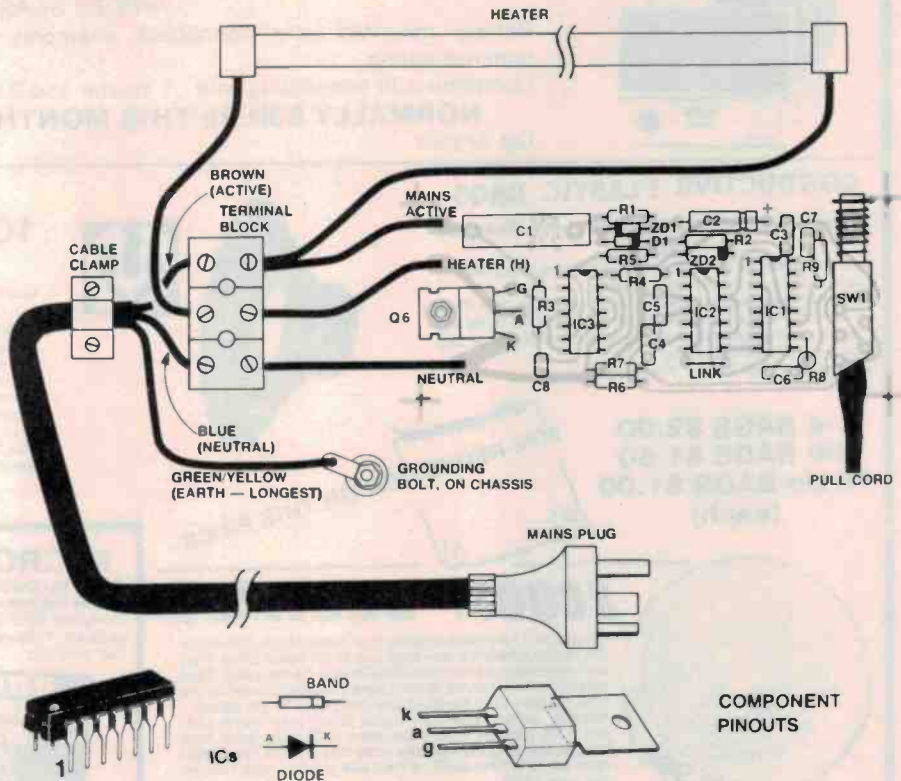 HEATER
NORMALLY THIS MONTH
BROWN
(ACTIVE)
TERMINAL
BLOCK
MAINS
ACTIVE
CABLE
CLAMP
HEATER (H)
NEUTRAL
BLUE
(NEUTRAL)
GREEN/YELLOW
(EARTH — LONGEST)
GROUNDING
BOLT, ON CHASSIS
C1
R1
ZD1
D1
R5
C2
+
R2
ZD2
C3
C7
R9
SW1
Q6
G
A
K
R3
1
IC3
R4
C5
C4
1
IC2
1
IC1
C8
R7
R6
LINK
C6
R8
PULL CORD
MAINS PLUG
1
ICs
BAND
A
K
DIODE
k
a
g
COMPONENT
PINOUTS